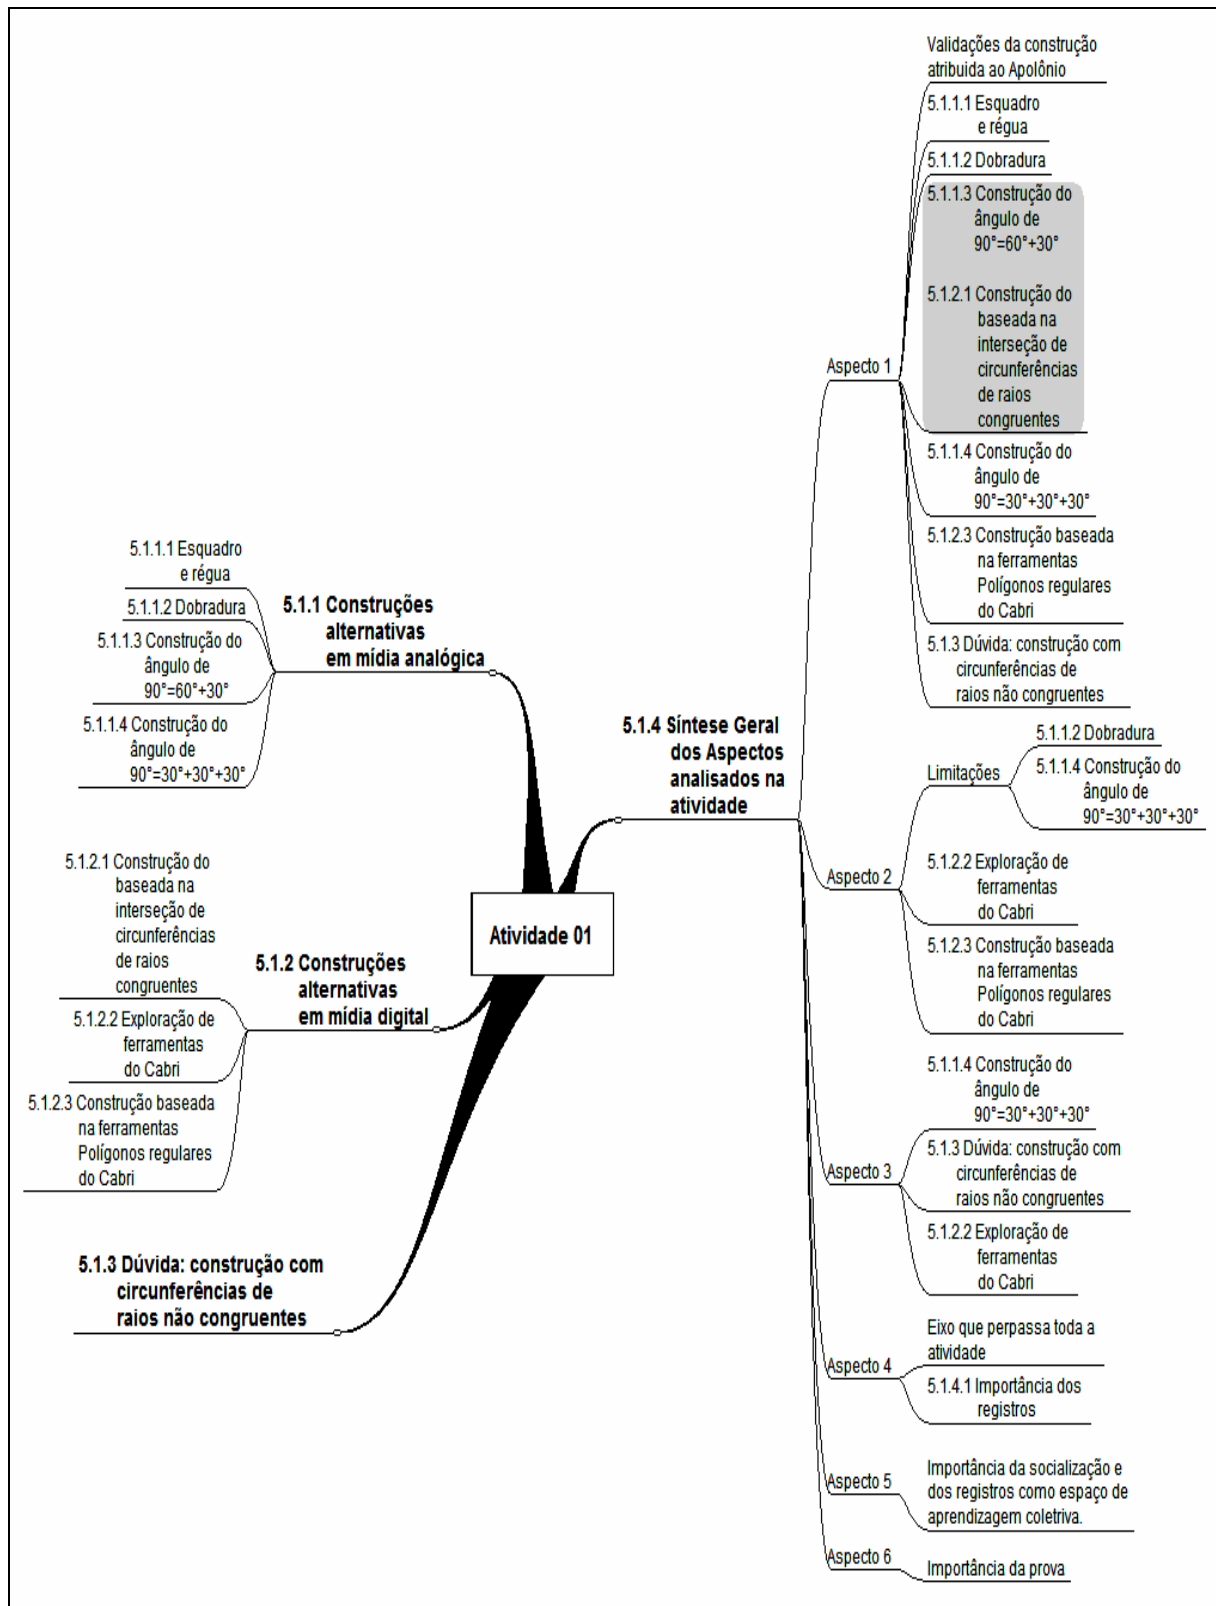 Atividade 01
5.1.1 Construções
alternativas
em mídia analógica
5.1.1.1 Esquadro
e régua
5.1.1.2 Dobradura
5.1.1.3 Construção do
ângulo de
90°=60°+30°
5.1.1.4 Construção do
ângulo de
90°=30°+30°+30°
5.1.2 Construções
alternativas
em mídia digital
5.1.2.1 Construção do
baseada na
interseção de
circunferências
de raios
congruentes
5.1.2.2 Exploração de
ferramentas
do Cabri
5.1.2.3 Construção baseada
na ferramentas
Polígonos regulares
do Cabri
5.1.3 Dúvida: construção com
circunferências de
raios não congruentes
5.1.4 Síntese Geral
dos Aspectos
analisados na
atividade
Aspecto 1
Validações da construção
atribuida ao Apolônio
5.1.1.1 Esquadro
e régua
5.1.1.2 Dobradura
5.1.1.3 Construção do
ângulo de
90°=60°+30°
5.1.2.1 Construção do
baseada na
interseção de
circunferências
de raios
congruentes
5.1.1.4 Construção do
ângulo de
90°=30°+30°+30°
5.1.2.3 Construção baseada
na ferramentas
Polígonos regulares
do Cabri
5.1.3 Dúvida: construção com
circunferências de
raios não congruentes
Aspecto 2
Limitações
5.1.1.2 Dobradura
5.1.1.4 Construção do
ângulo de
90°=30°+30°+30°
5.1.2.2 Exploração de
ferramentas
do Cabri
5.1.2.3 Construção baseada
na ferramentas
Polígonos regulares
do Cabri
Aspecto 3
5.1.1.4 Construção do
ângulo de
90°=30°+30°+30°
5.1.3 Dúvida: construção com
circunferências de
raios não congruentes
5.1.2.2 Exploração de
ferramentas
do Cabri
Aspecto 4
Eixo que perpassa toda a
atividade
5.1.4.1 Importância dos
registros
Aspecto 5
Importância da socialização e
dos registros como espaço de
aprendizagem coletiva.
Aspecto 6
Importância da prova